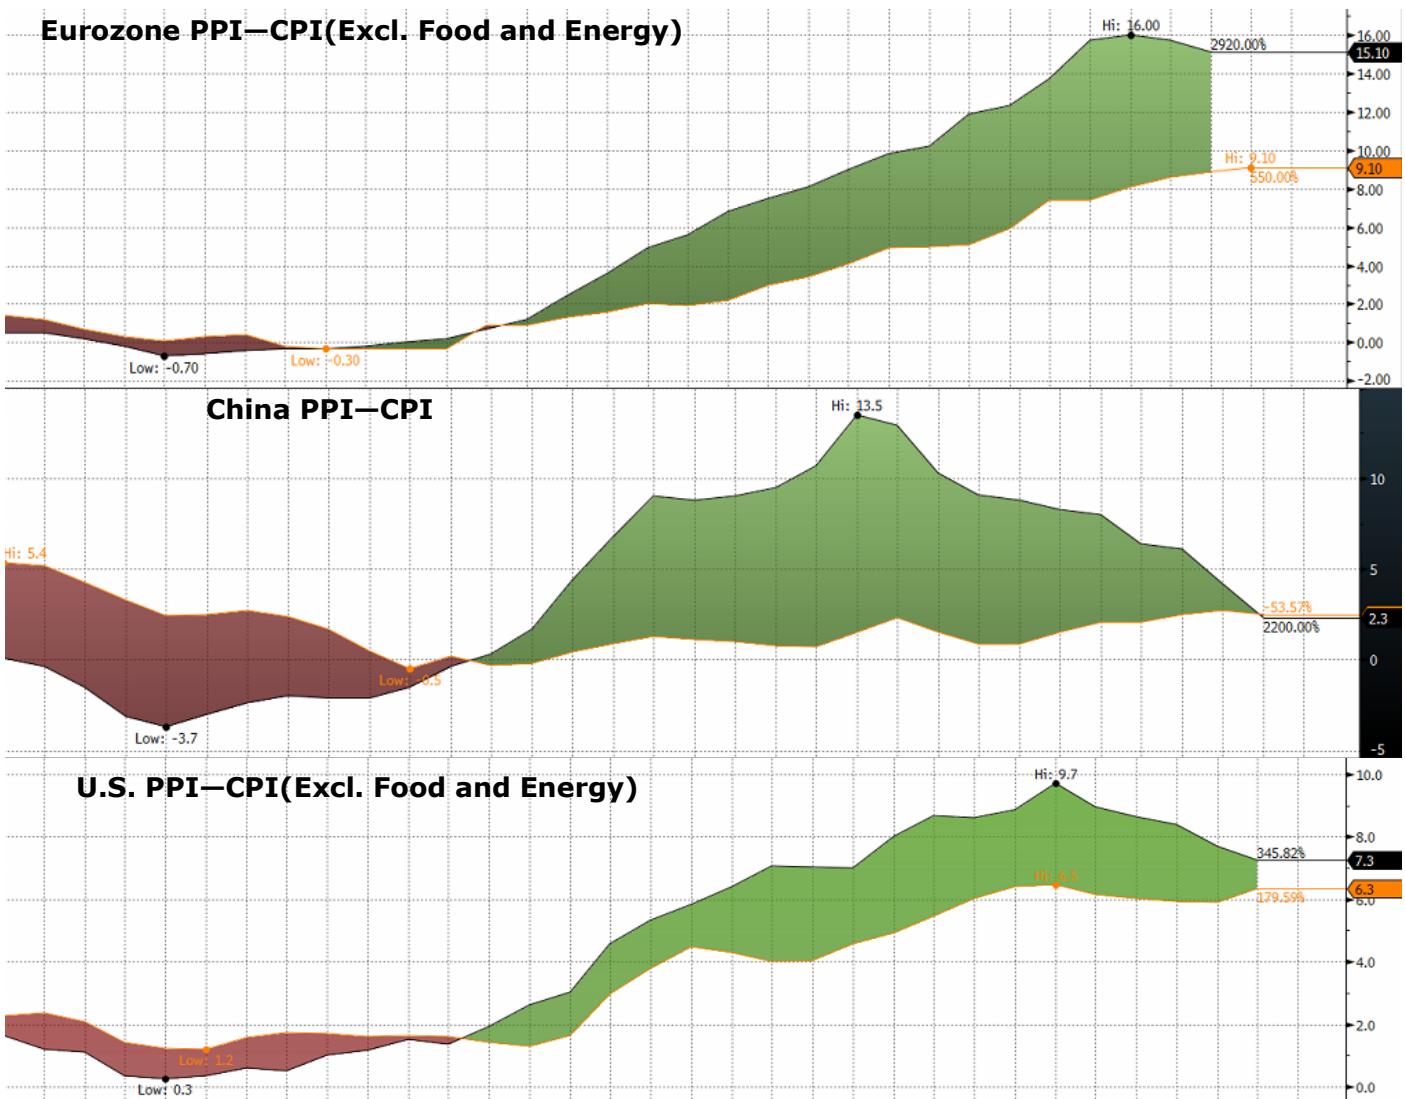 Eurozone PPI—CPI(Excl. Food and Energy)
Hi: 16.00
2920.00%
16.00
15.10
14.00
12.00
10.00
Hi: 9.10
9.10
550.00%
8.00
6.00
4.00
2.00
0.00
Low: -0.70
Low: -0.30
-2.00
China PPI—CPI
Hi: 13.5
10
Hi: 5.4
5
-53.57%
2.3
2200.00%
0
Low: -0.5
Low: -3.7
-5
U.S. PPI—CPI(Excl. Food and Energy)
Hi: 9.7
10.0
8.0
345.82%
7.3
Hi: 6.5
6.3
179.59%
6.0
4.0
2.0
Low: 1.2
Low: 0.3
0.0